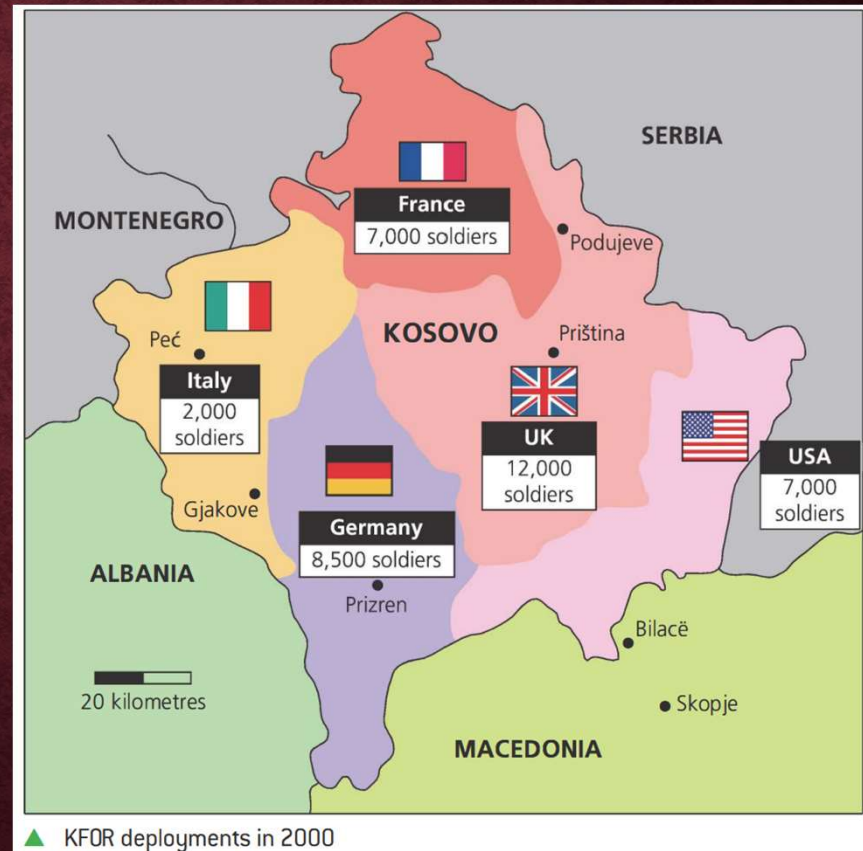 SERBIA
France
7,000 soldiers
MONTENEGRO
Podujeve
KOSOVO
Priština
Peć
Italy
2,000
soldiers
UK
12,000
soldiers
USA
7,000
soldiers
Gjakove
Germany
8,500 soldiers
ALBANIA
Prizren
Bilacë
20 kilometres
Skopje
MACEDONIA
▲ KFOR deployments in 2000